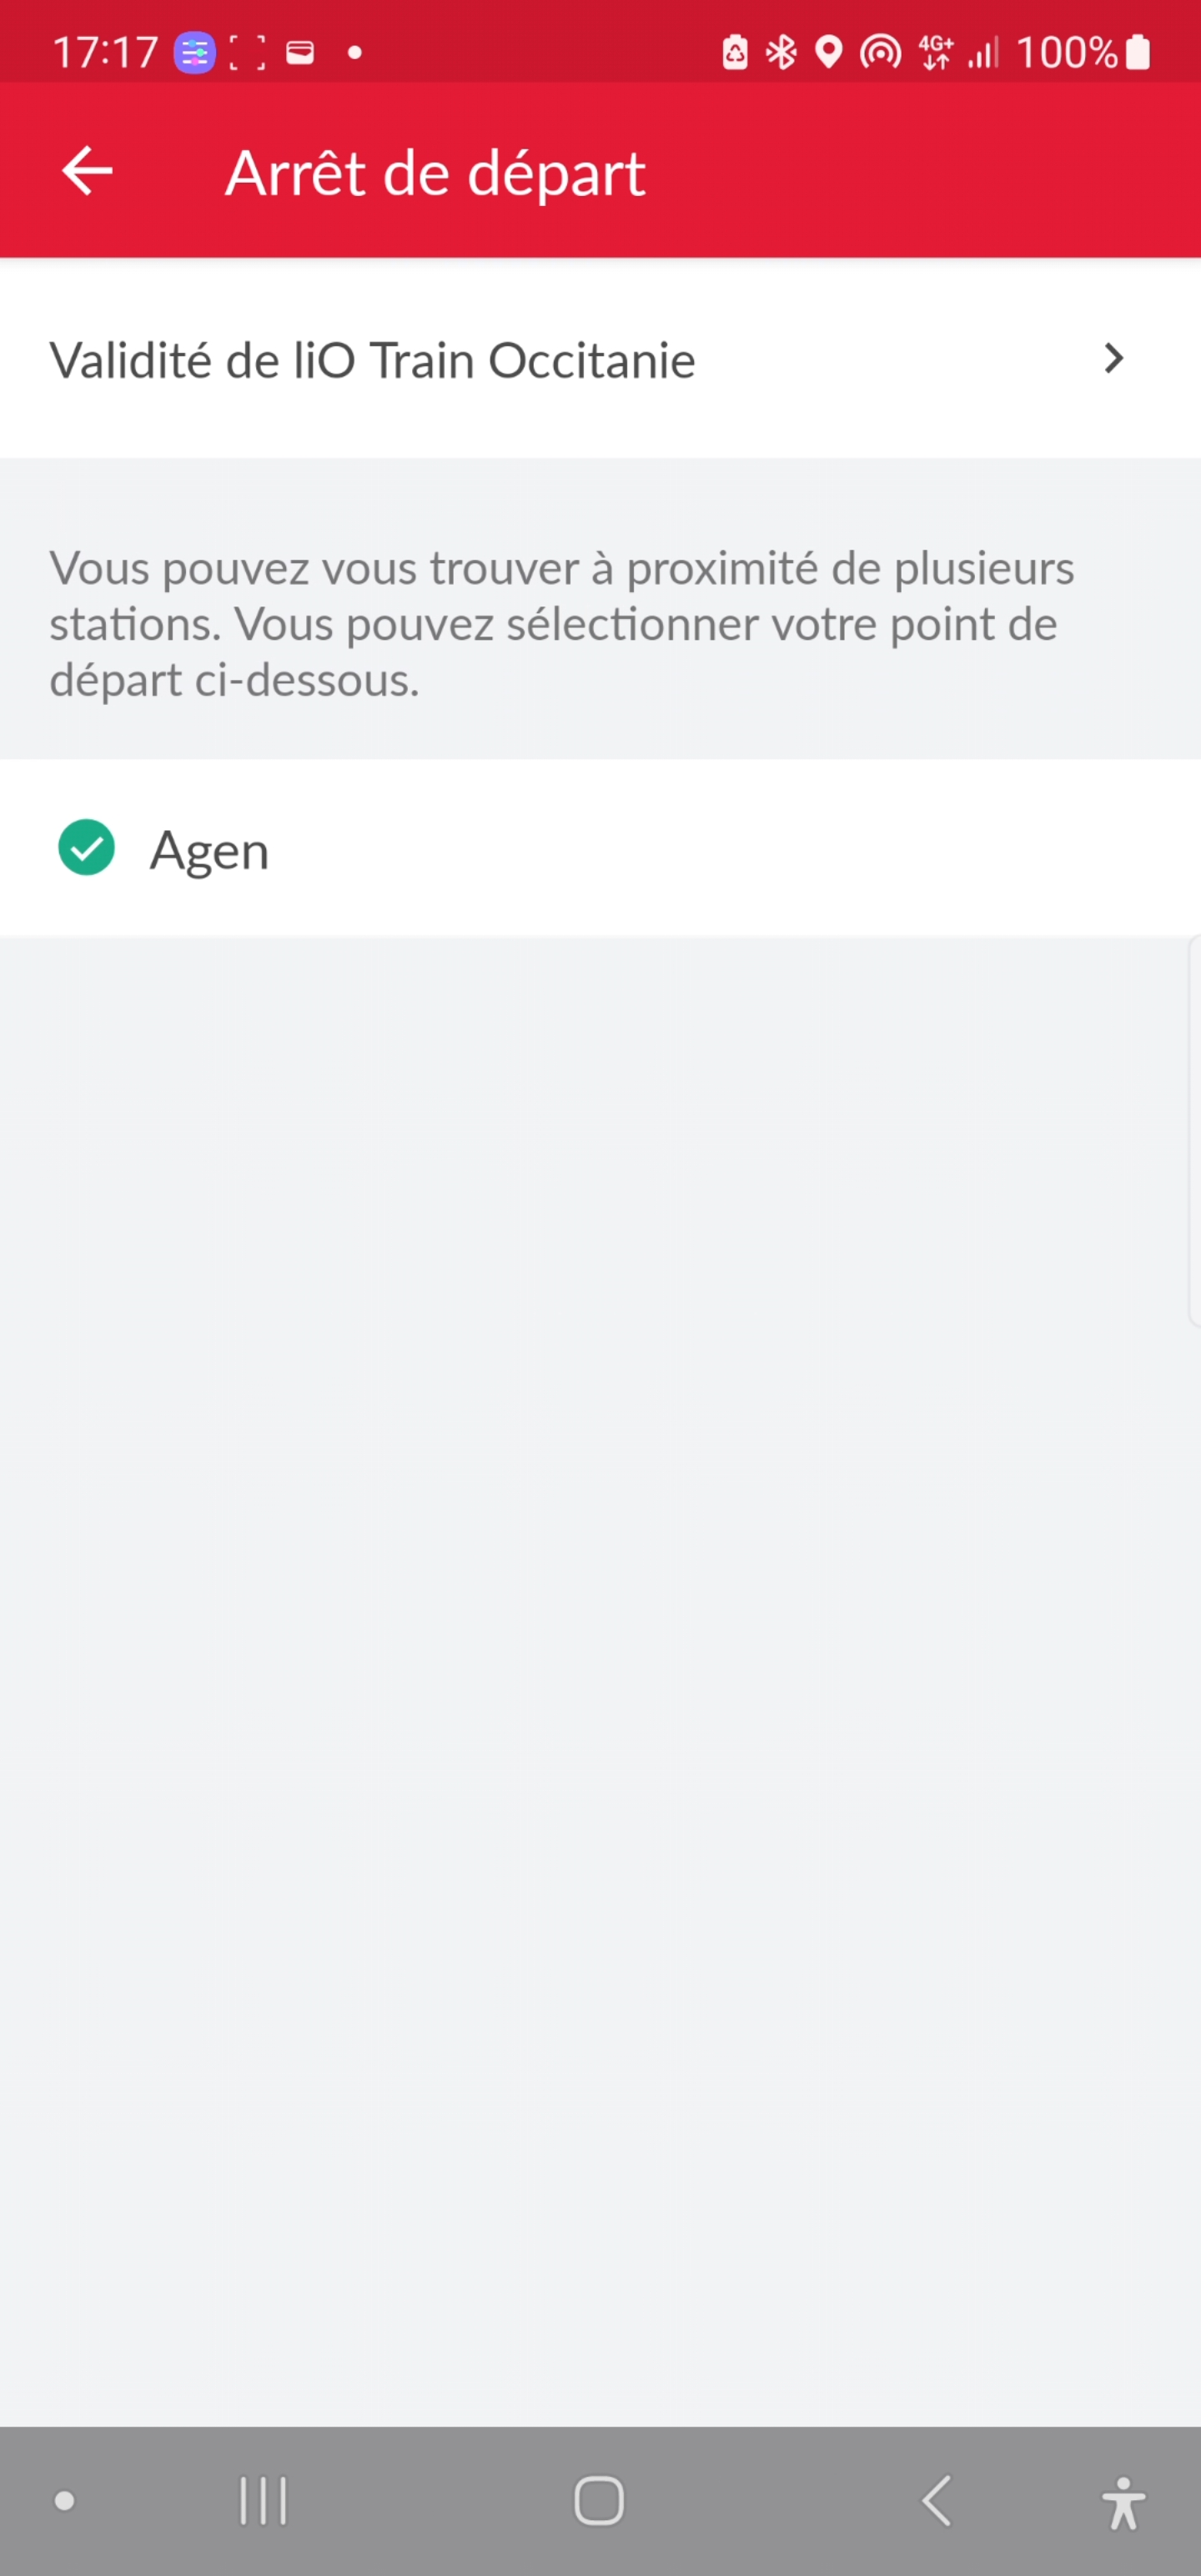 17:17
4G+ 100%
Arrêt de départ
Validité de liO Train Occitanie
Vous pouvez vous trouver à proximité de plusieurs
stations. Vous pouvez sélectionner votre point de
départ ci-dessous.
Agen